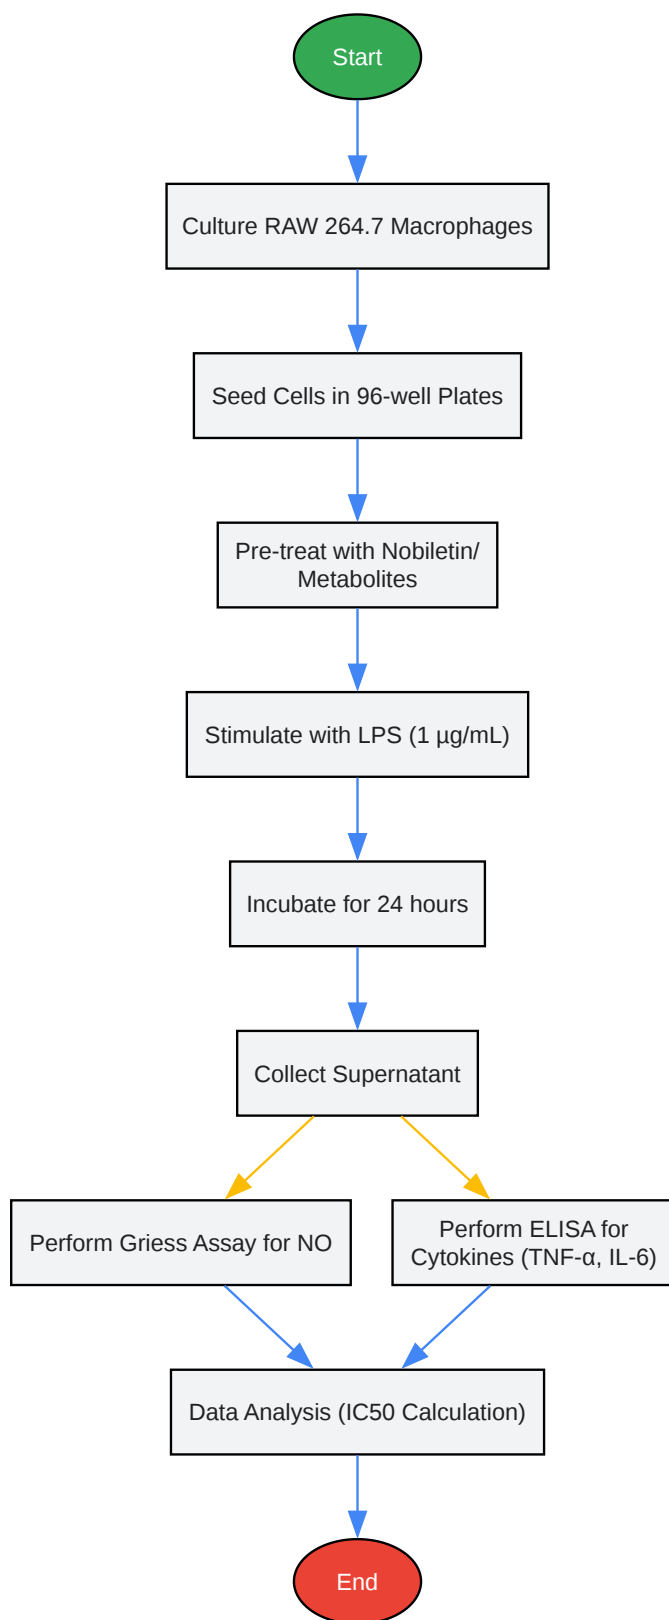 Start
Culture RAW 264.7 Macrophages
Seed Cells in 96-well Plates
Pre-treat with Nobiletin/
Metabolites
Stimulate with LPS (1 µg/mL)
Incubate for 24 hours
Collect Supernatant
Perform Griess Assay for NO
Perform ELISA for
Cytokines (TNF-α, IL-6)
Data Analysis (IC50 Calculation)
End